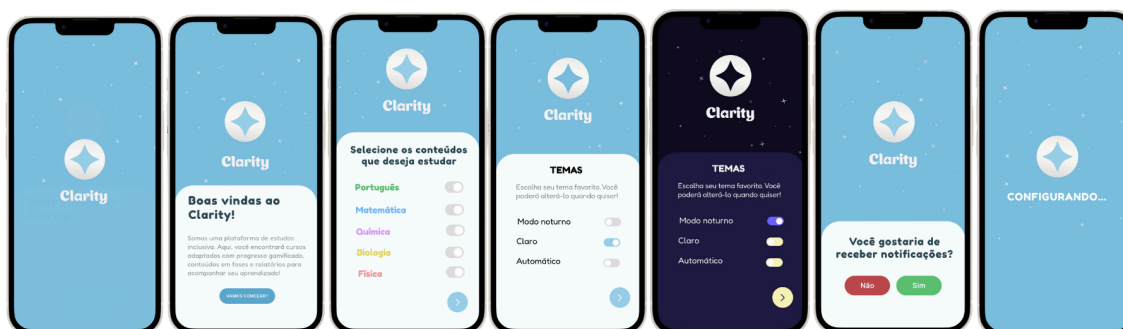 Clarity
Clarity
Boas vindas ao
Clarity!
Somos uma plataforma de estudos
inclusiva. Aqui, você encontrará cursos
adaptados com progresso gamificado,
conteúdos em fases e relatórios para
acompanhar seu aprendizado!
VAMOS COMEÇAR!
Clarity
Selecione os conteúdos
que deseja estudar
Português
Matemática
Química
Biologia
Física
Clarity
TEMAS
Escolha seu tema favorito. Você
poderá alterá-lo quando quiser!
Modo noturno
Claro
Automático
Clarity
TEMAS
Escolha seu tema favorito. Você
poderá alterá-lo quando quiser!
Modo noturno
Claro
Automático
Clarity
Você gostaria de
receber notificações?
Não
Sim
CONFIGURANDO...